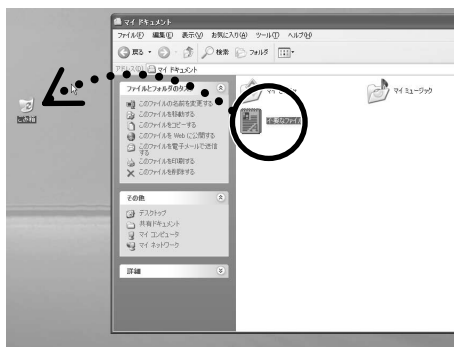 マイ ドキュメント
ファイル(F) 編集(E) 表示(V) お気に入り(A) ツール(T) ヘルプ(H)
戻る 検索 フォルダ
マイ ドキュメント
ファイルとフォルダのタスク
このファイルの名前を変更する
このファイルを移動する
このファイルをコピーする
このファイルを Web に公開する
このファイルを電子メールで送信
する
このファイルを印刷する
このファイルを削除する
マイ ミュージック
不要なファイル
ごみ箱
その他
デスクトップ
共有ドキュメント
マイ コンピュータ
マイ ネットワーク
詳細